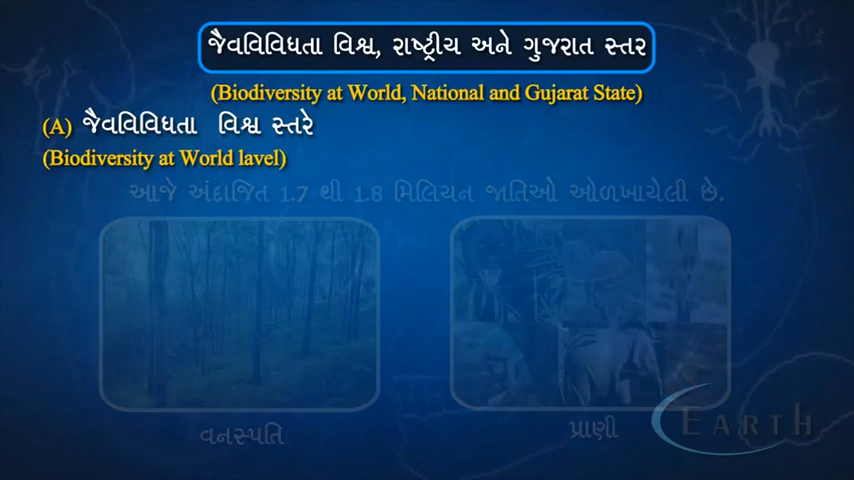 જૈવવિવિધતા વિશ્વ, રાષ્ટ્રીય અને ગુજરાત સ્તર
(Biodiversity at World, National and Gujarat State)
(A) જૈવવિવિધતા વિશ્વ સ્તરે
(Biodiversity at World lavel)
આજે અંદાજિત 1.7 થી 1.8 મિલિયન જાતિઓ ઓળખાયેલી છે.
વનસ્પતિ
પ્રાણી
EARTH